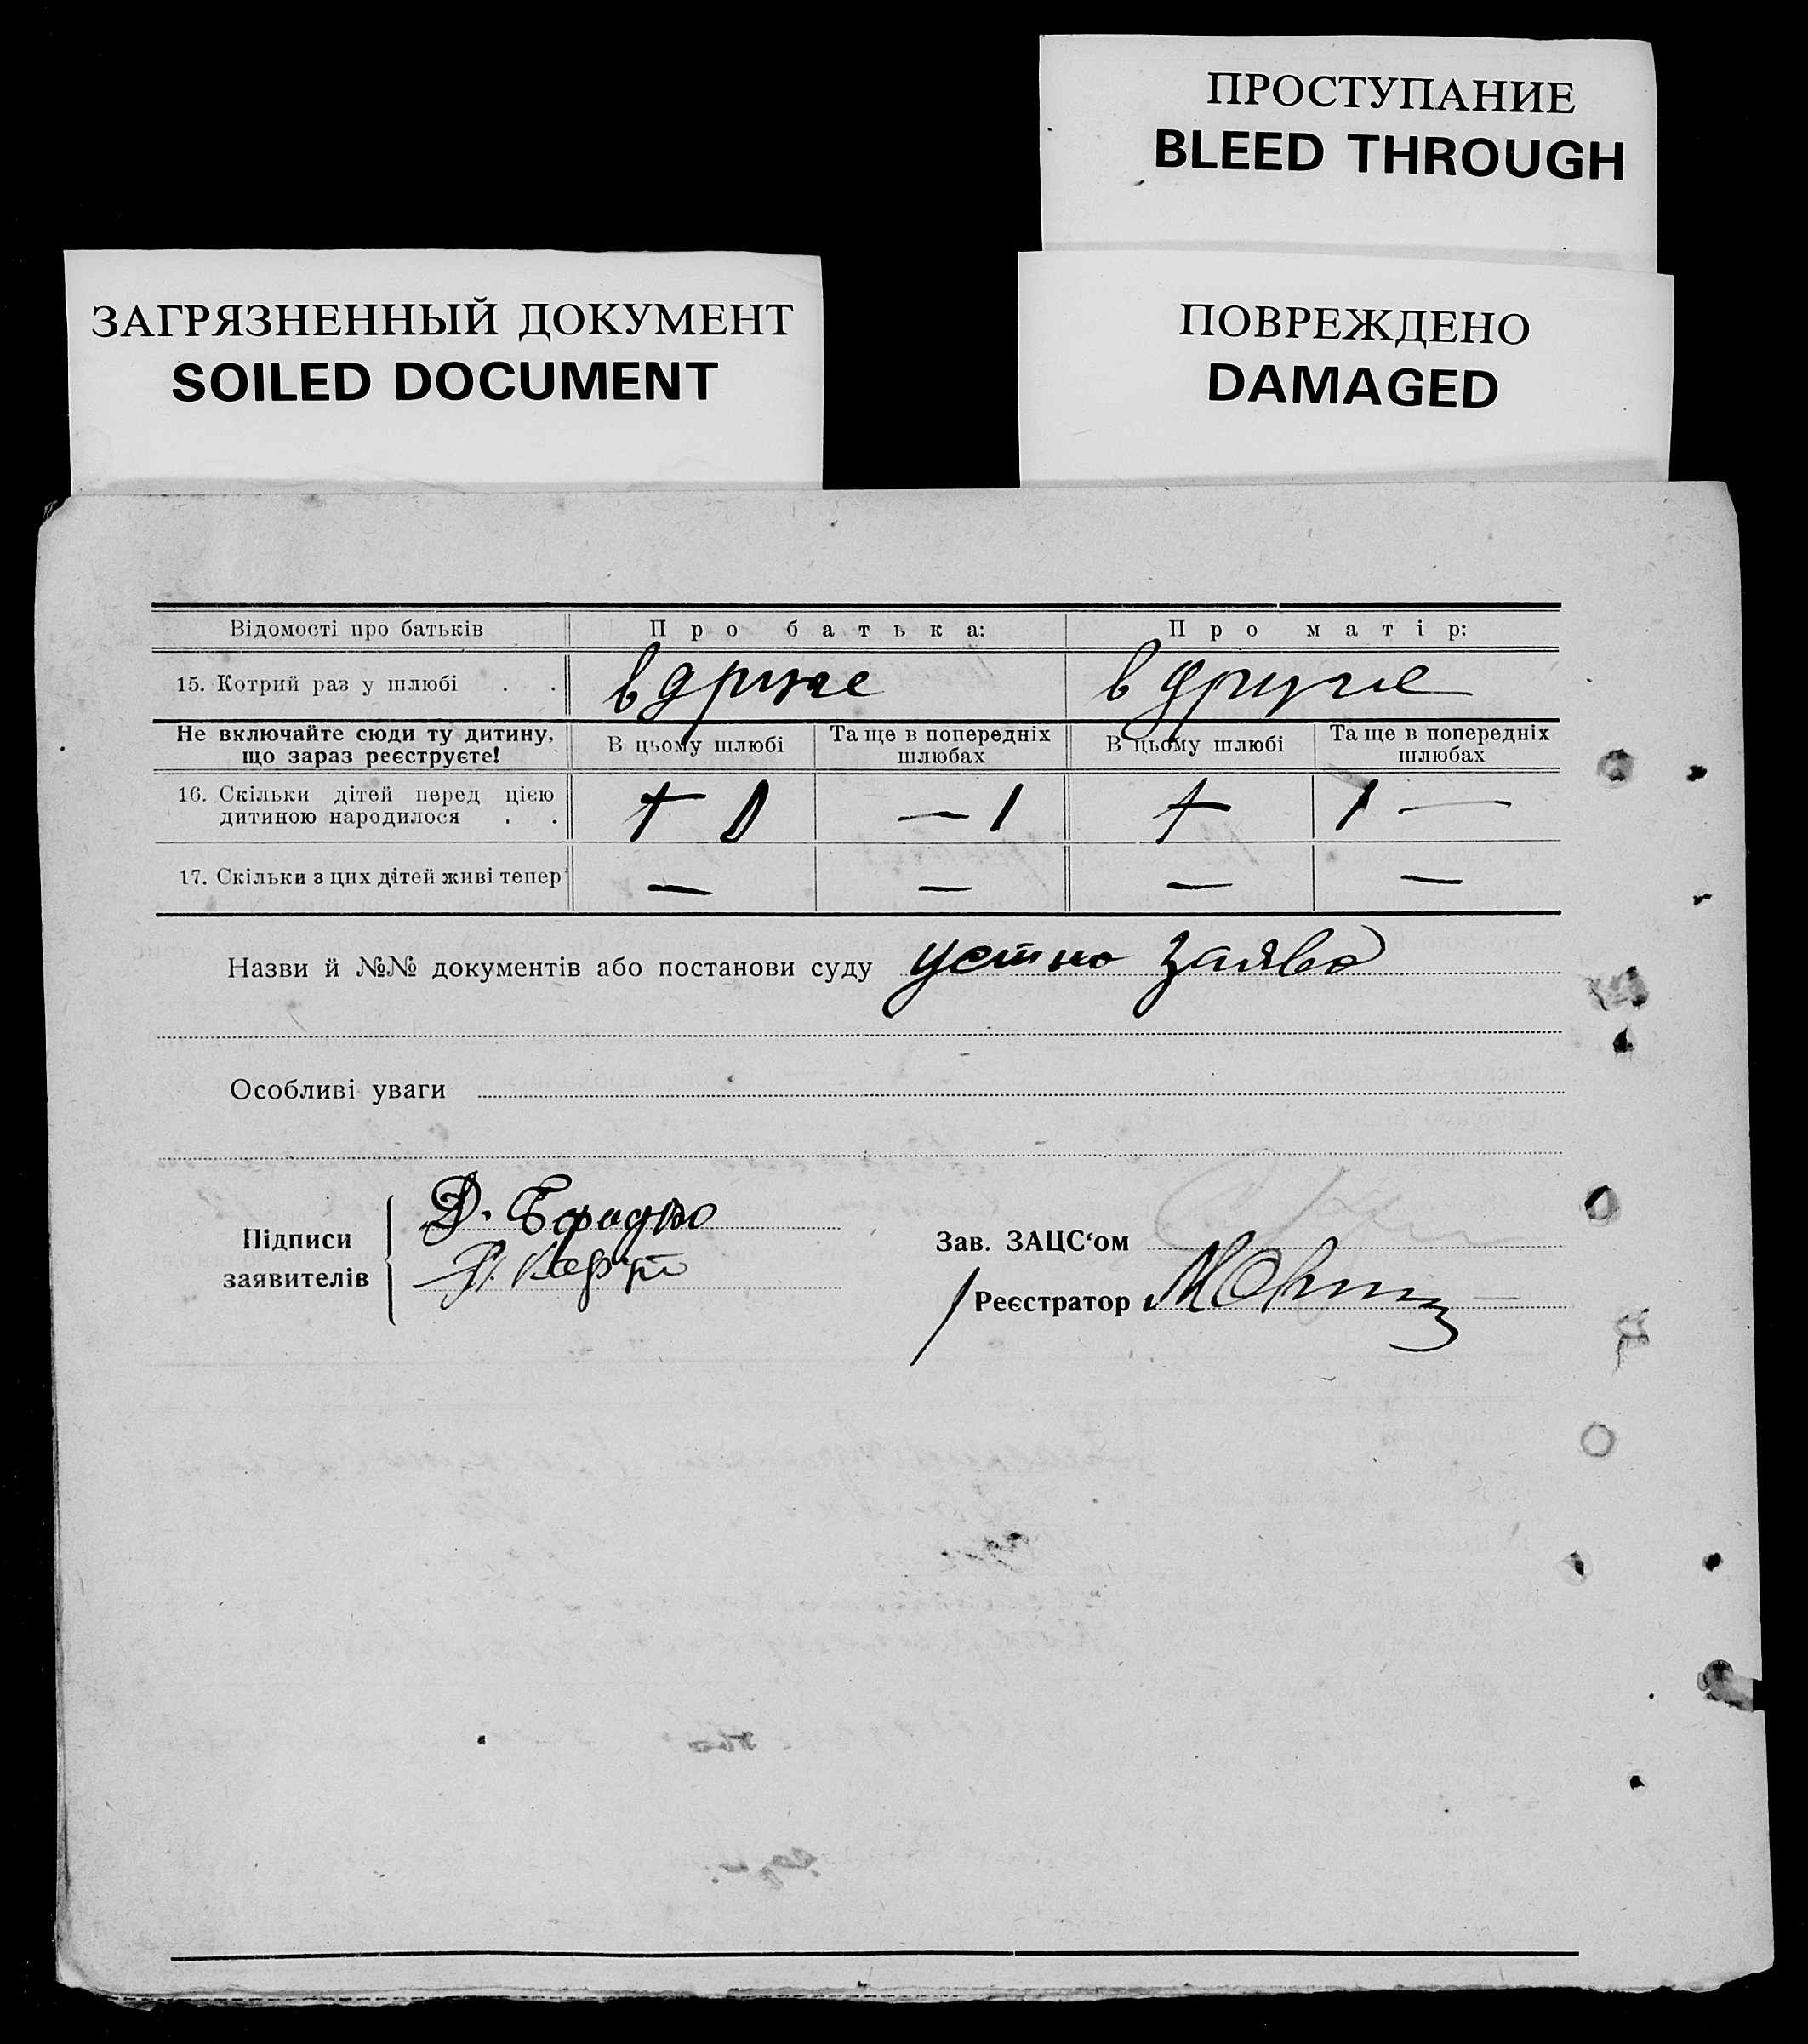 ПРОСТУПАНИЕ
BLEED THROUGH
ЗАГРЯЗНЕННЫЙ ДОКУМЕНТ
SOILED DOCUMENT
ПОВРЕЖДЕНО
DAMAGED
Відомості про батьків Про батька: Про матір:
15. Котрий раз у шлюбі . . вдруге вдруге
Не включайте сюди ту дитину, що зараз реєструєте! В цьому шлюбі Та ще в попередніх шлюбах В цьому шлюбі Та ще в попередніх шлюбах
16. Скільки дітей перед цією
дитиною народилося . . — 1 1 —
17. Скільки з цих дітей живі тепер — — — —
Назви й №№ документів або постанови суду устно заява
Особливі уваги
Підписи заявителів
Д.
Зав. ЗАЦС‘ом
Реєстратор